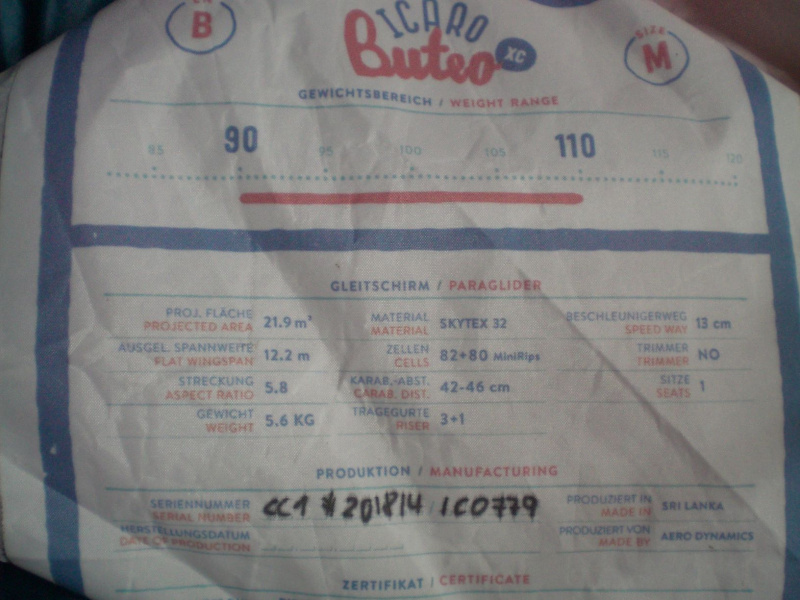 EN
B
ICARO
Buteo XC
SIZE
M
GEWICHTSBEREICH / WEIGHT RANGE
85 90 95 100 105 110 115 120
GLEITSCHIRM / PARAGLIDER
PROJ. FLÄCHE
PROJECTED AREA 21.9 m²
MATERIAL
MATERIAL SKYTEX 32
BESCHLEUNIGERWEG
SPEED WAY 13 cm
AUSGEL. SPANNWEITE
FLAT WINGSPAN 12.2 m
ZELLEN
CELLS 82+80 MiniRips
TRIMMER
TRIMMER NO
STRECKUNG
ASPECT RATIO 5.8
KARAB.-ABST.
CARAB. DIST. 42-46 cm
SITZE
SEATS 1
GEWICHT
WEIGHT 5.6 KG
TRAGEGURTE
RISER 3+1
PRODUKTION / MANUFACTURING
SERIENNUMMER
SERIAL NUMBER
PRODUZIERT IN
MADE IN SRI LANKA
HERSTELLUNGSDATUM
DATE OF PRODUCTION
PRODUZIERT VON
MADE BY AERO DYNAMICS
ZERTIFIKAT / CERTIFICATE